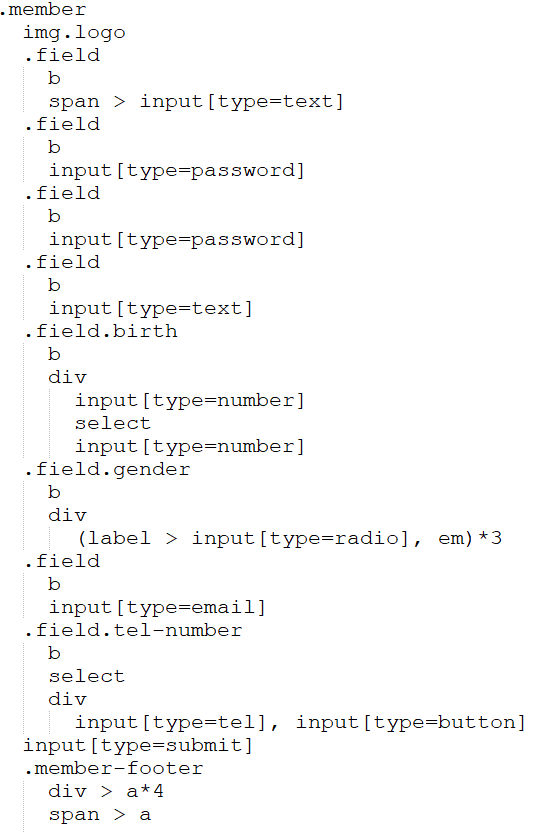 .member
img.logo
.field
b
span > input[type=text]
.field
b
input[type=password]
.field
b
input[type=password]
.field
b
input[type=text]
.field.birth
b
div
input[type=number]
select
input[type=number]
.field.gender
b
div
(label > input[type=radio], em)*3
.field
b
input[type=email]
.field.tel-number
b
select
div
input[type=tel], input[type=button]
input[type=submit]
.member-footer
div > a*4
span > a